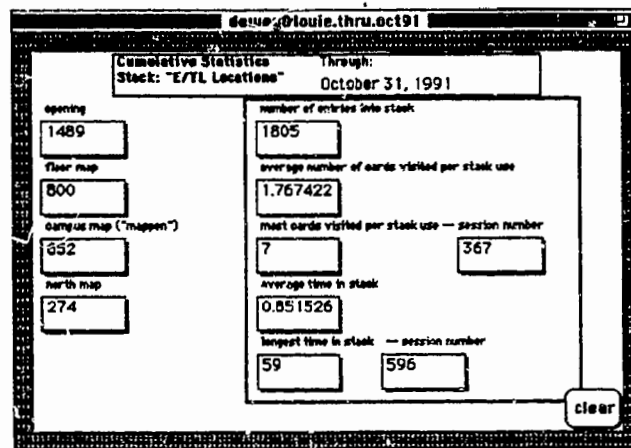 dewey@louie.thru.oct91
Cumulative Statistics
Stack: "E/TL Locations"
Through:
October 31, 1991
opening
1489
floor map
800
campus map ("mappen")
652
north map
274
number of entries into stack
1805
average number of cards visited per stack use
1.767422
most cards visited per stack use — session number
7
367
average time in stack
0.851526
longest time in stack — session number
59
596
clear